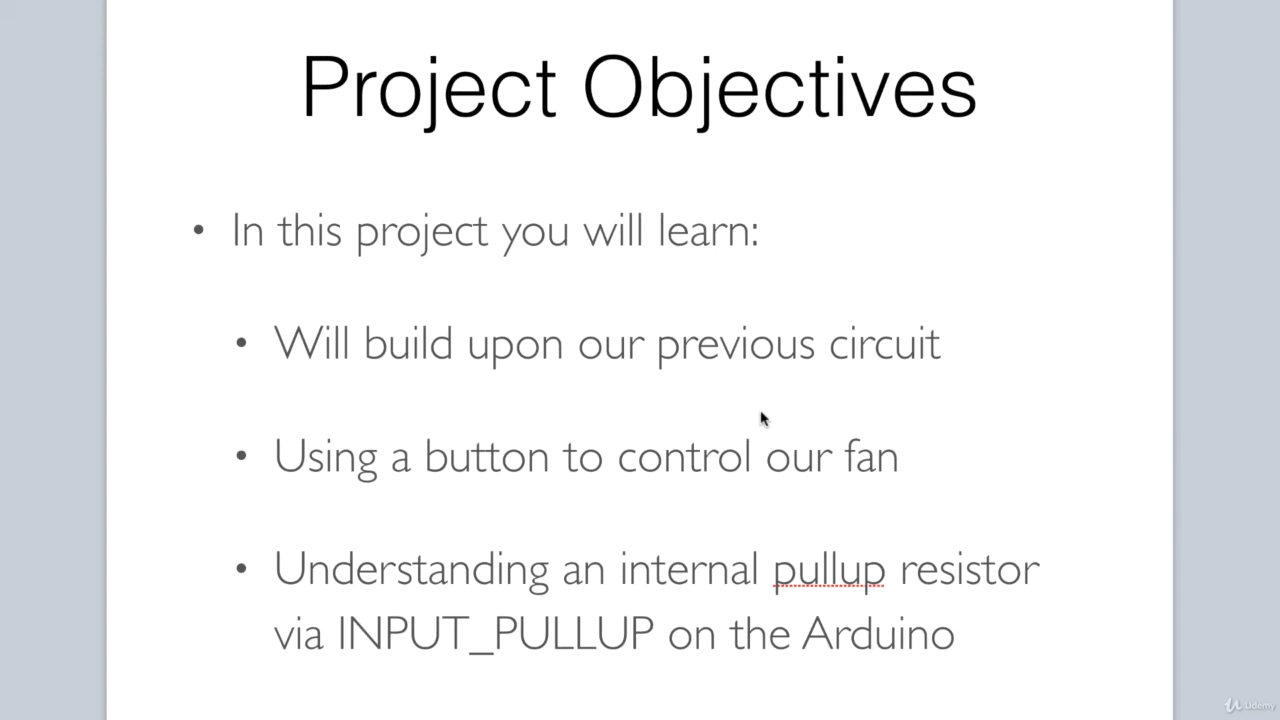 Project Objectives
• In this project you will learn:
• Will build upon our previous circuit
• Using a button to control our fan
• Understanding an internal pullup resistor
via INPUT_PULLUP on the Arduino
Udemy